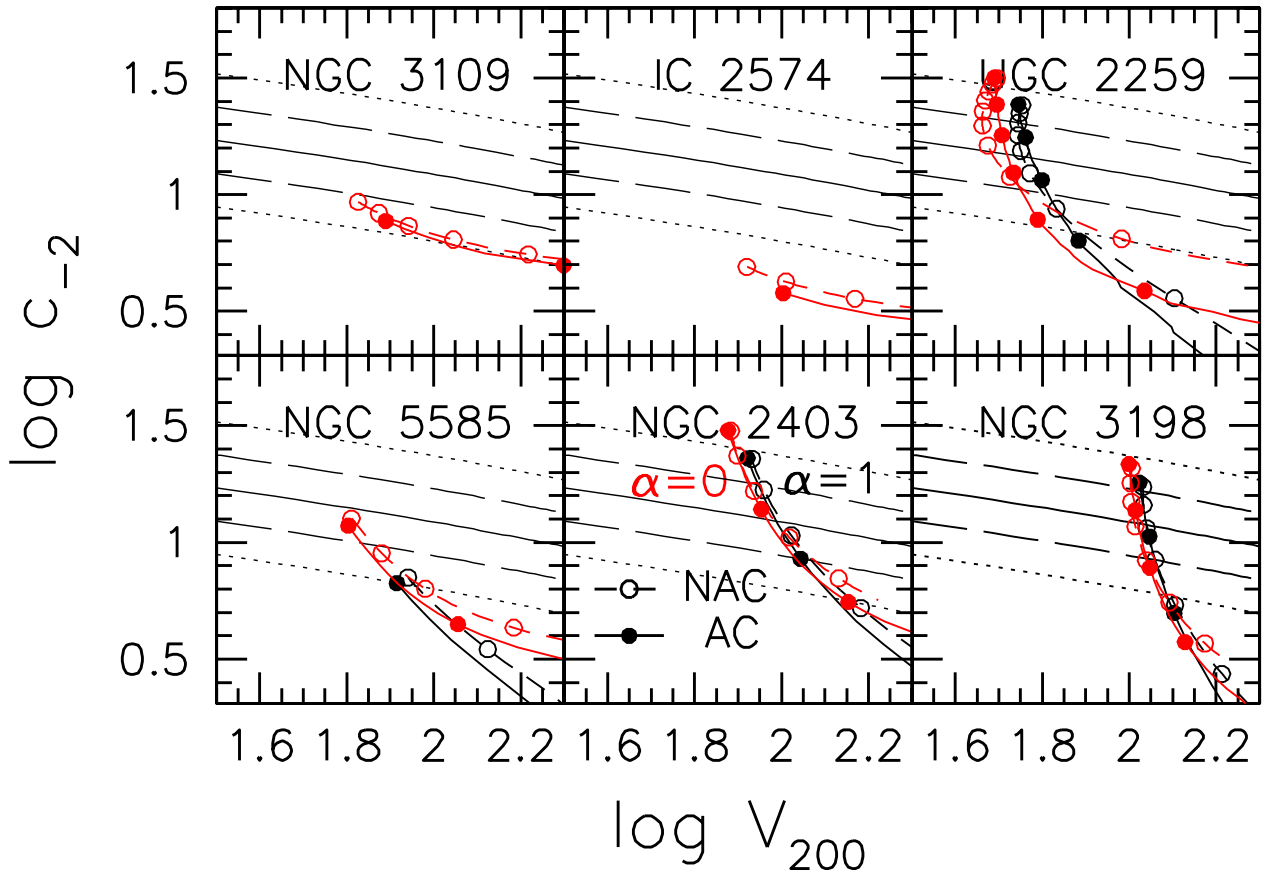 NGC 3109
IC 2574
UGC 2259
1.5
1
0.5
NGC 5585
NGC 2403
NGC 3198
α=0
α=1
NAC
AC
1.5
1
0.5
1.6 1.8 2 2.2
1.6 1.8 2 2.2
1.6 1.8 2 2.2
log c₋₂
log V₂₀₀